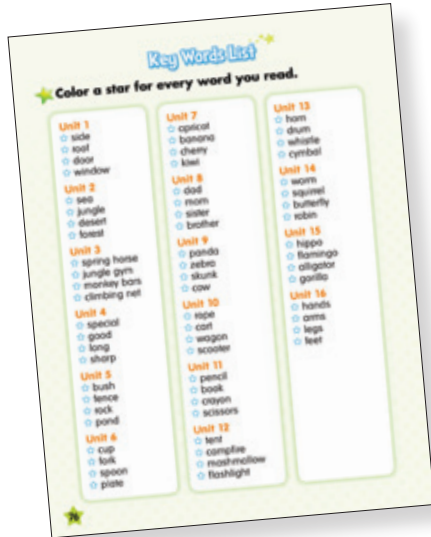 Key Words List
Color a star for every word you read.
Unit 1
side
roof
door
window
Unit 2
sea
jungle
desert
forest
Unit 3
spring horse
jungle gym
monkey bars
climbing net
Unit 4
special
good
long
sharp
Unit 5
bush
fence
rock
pond
Unit 6
cup
fork
spoon
plate
Unit 7
apricot
banana
cherry
kiwi
Unit 8
dad
mom
sister
brother
Unit 9
panda
zebra
skunk
cow
Unit 10
rope
cart
wagon
scooter
Unit 11
pencil
book
crayon
scissors
Unit 12
tent
campfire
mashmallow
flashlight
Unit 13
horn
drum
whistle
cymbal
Unit 14
worm
squirrel
butterfly
robin
Unit 15
hippo
flamingo
alligator
gorilla
Unit 16
hands
arms
legs
feet
76